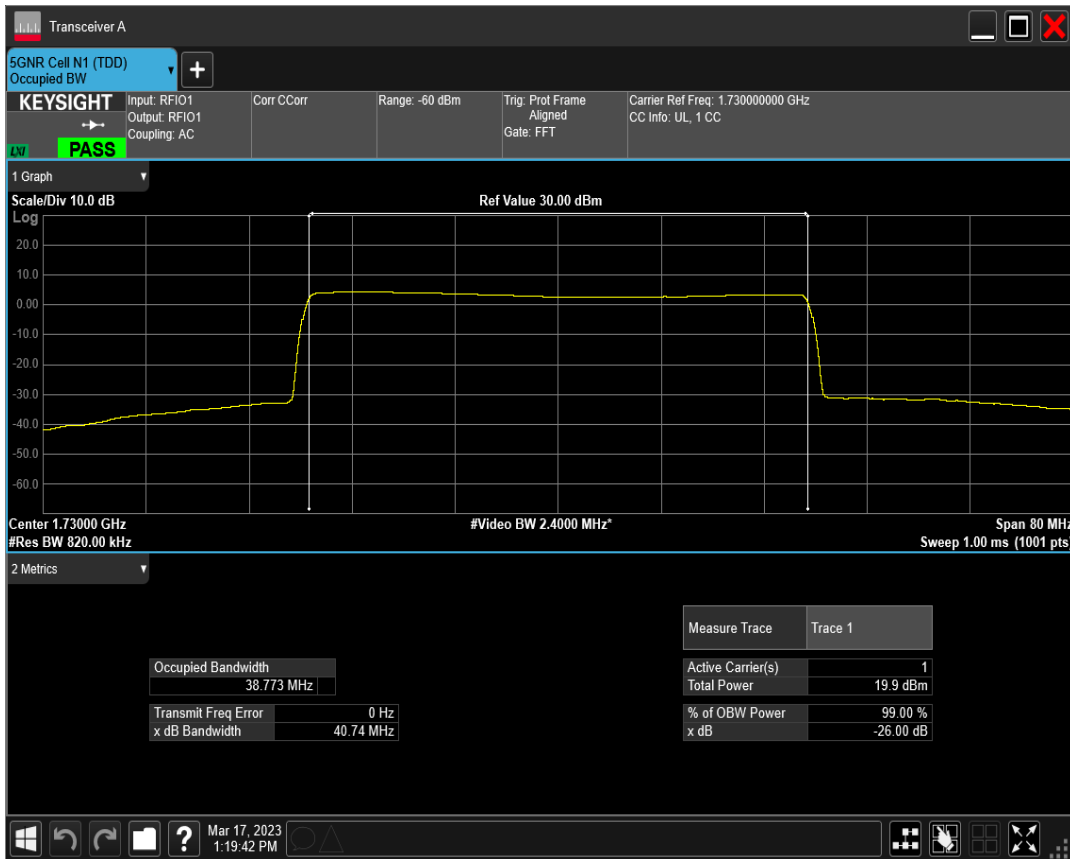 Transceiver A
5GNR Cell N1 (TDD)
Occupied BW
+
KEYSIGHT
LXI
PASS
Input: RFIO1
Output: RFIO1
Coupling: AC
Corr CCorr
Range: -60 dBm
Trig: Prot Frame
Aligned
Gate: FFT
Carrier Ref Freq: 1.730000000 GHz
CC Info: UL, 1 CC
1 Graph
Scale/Div 10.0 dB
Ref Value 30.00 dBm
Log
20.0
10.0
0.00
-10.0
-20.0
-30.0
-40.0
-50.0
-60.0
Center 1.73000 GHz
#Video BW 2.4000 MHz*
Span 80 MHz
#Res BW 820.00 kHz
Sweep 1.00 ms (1001 pts)
2 Metrics
Measure Trace Trace 1
Occupied Bandwidth
38.773 MHz
Active Carrier(s) 1
Total Power 19.9 dBm
Transmit Freq Error 0 Hz
x dB Bandwidth 40.74 MHz
% of OBW Power 99.00 %
x dB -26.00 dB
?
Mar 17, 2023
1:19:42 PM